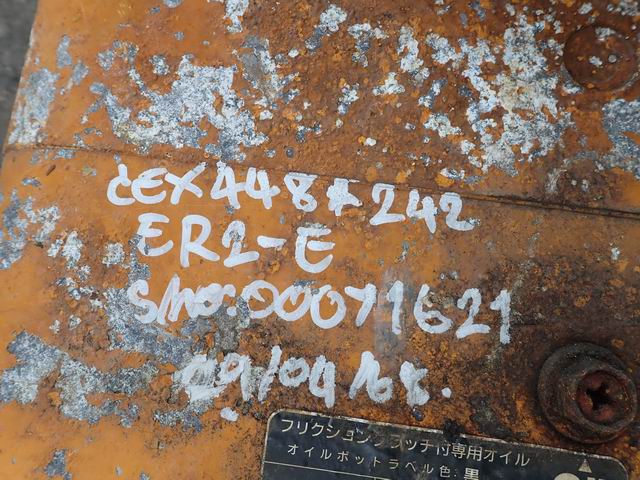 CEX448*242
ER2-E
S/No:00071621
フリクションクラッチ付専用オイル
オイルポットラベル色:黒